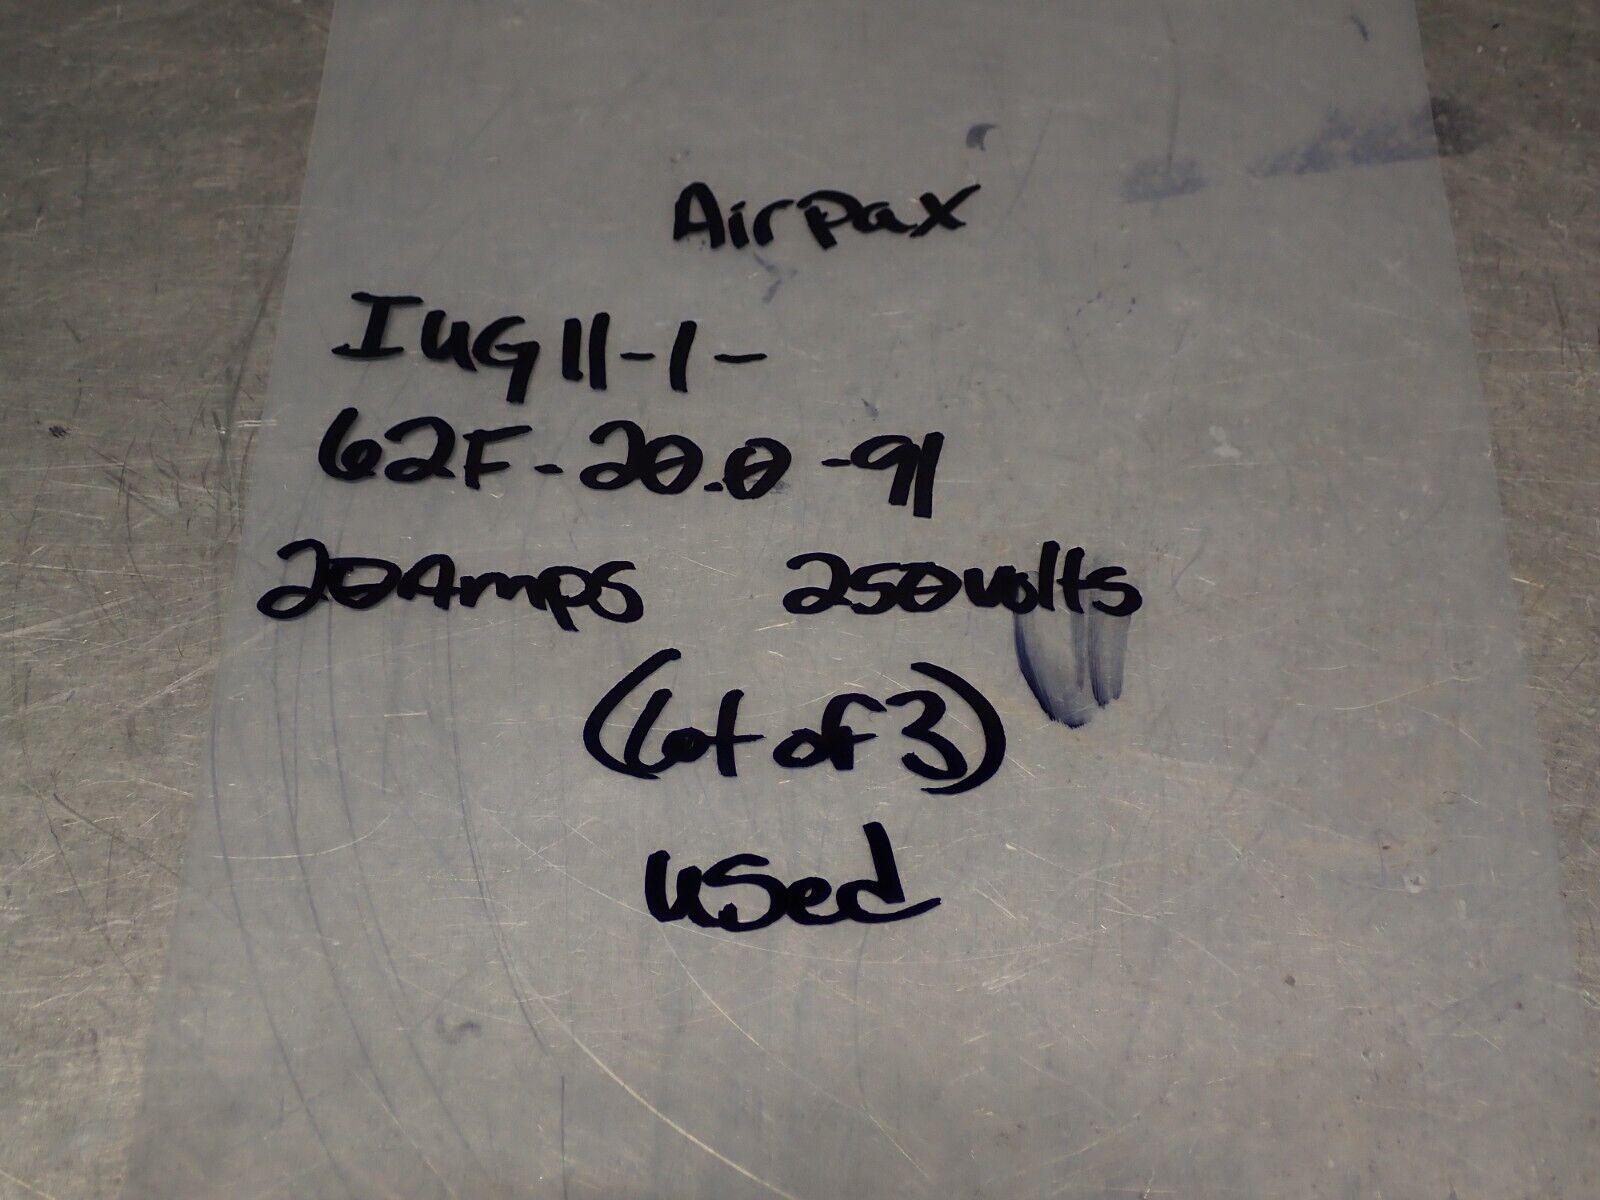 Airpax
IUG11-1-
62F-20.0-91
20Amps 250volts
(Lot of 3)
used